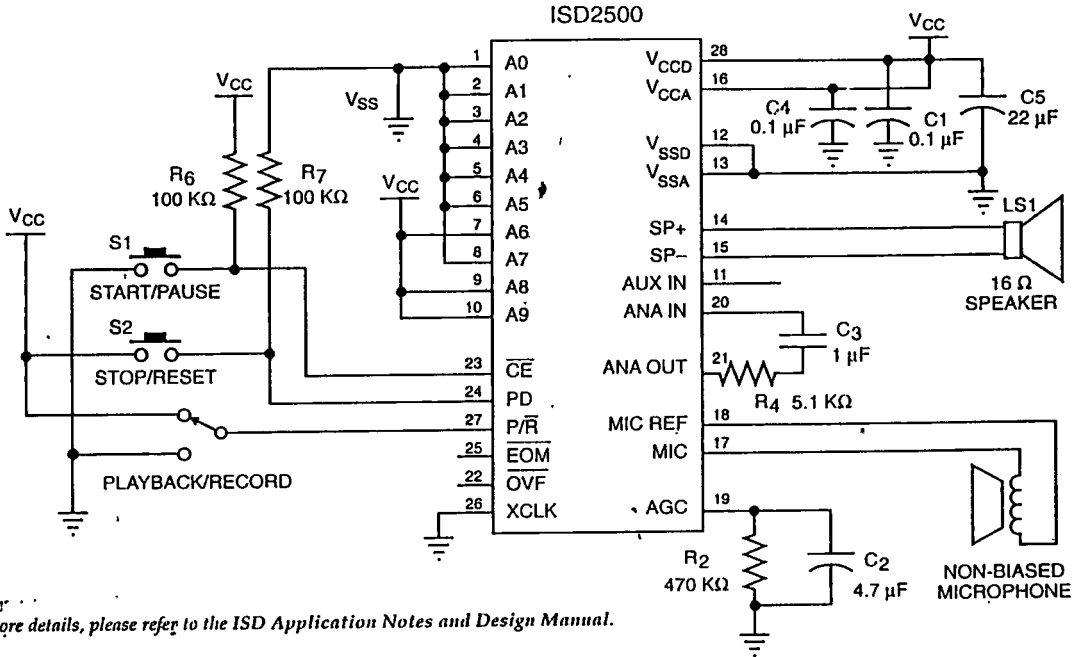 ISD2500
VCC
VCC
VSS
R6
100 KΩ
R7
100 KΩ
VCC
VCC
S1
START/PAUSE
S2
STOP/RESET
PLAYBACK/RECORD
1 A0
2 A1
3 A2
4 A3
5 A4
6 A5
7 A6
8 A7
9 A8
10 A9
23 CE
24 PD
27 P/R
25 EOM
22 OVF
26 XCLK
VCCD 28
VCCA 16
VSSD 12
VSSA 13
SP+ 14
SP– 15
AUX IN 11
ANA IN 20
ANA OUT 21
MIC REF 18
MIC 17
AGC 19
C4
0.1 µF
C1
0.1 µF
C5
22 µF
LS1
16 Ω
SPEAKER
C3
1 µF
R4 5.1 KΩ
R2
470 KΩ
C2
4.7 µF
NON-BIASED
MICROPHONE
ore details, please refer to the ISD Application Notes and Design Manual.